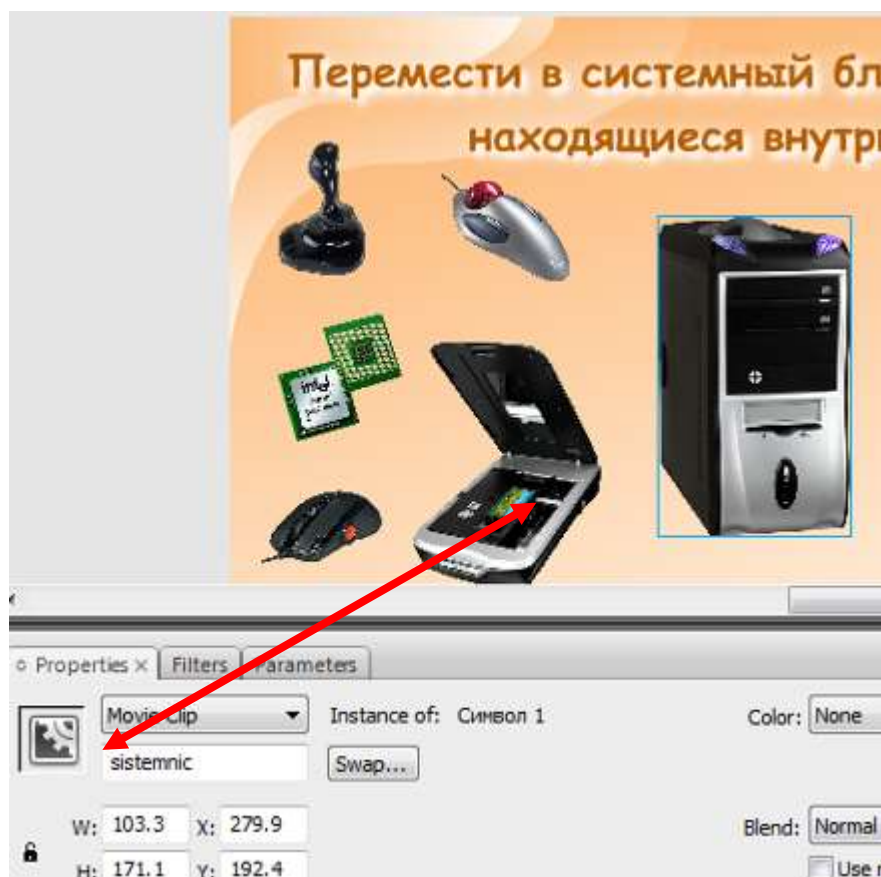 Перемести в системный бл
находящиеся внутри
intel
Properties × Filters Parameters
Movie Clip Instance of: Символ 1 Color: None
sistemnic Swap...
W: 103.3 X: 279.9 Blend: Normal
H: 171.1 Y: 192.4 Use r